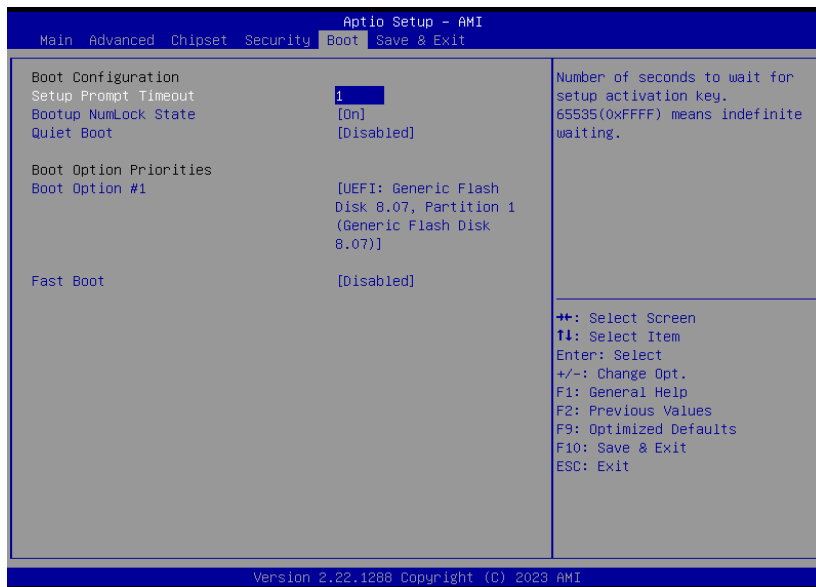 Aptio Setup – AMI
Main Advanced Chipset Security Boot Save & Exit
Boot Configuration
Setup Prompt Timeout 1
Bootup NumLock State [On]
Quiet Boot [Disabled]
Boot Option Priorities
Boot Option #1 [UEFI: Generic Flash
Disk 8.07, Partition 1
(Generic Flash Disk
8.07)]
Fast Boot [Disabled]
Number of seconds to wait for
setup activation key.
65535(0xFFFF) means indefinite
waiting.
→←: Select Screen
↑↓: Select Item
Enter: Select
+/-: Change Opt.
F1: General Help
F2: Previous Values
F9: Optimized Defaults
F10: Save & Exit
ESC: Exit
Version 2.22.1288 Copyright (C) 2023 AMI